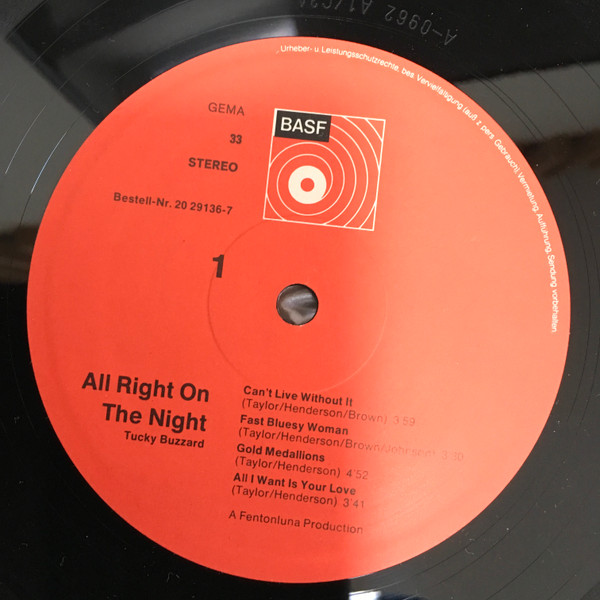 A-0962 A1/
. Urheber- u. Leistungsschutzrechte, bes. Vervielfältigung (auß. z. pers. Gebrauch), Vermietung, Aufführung, Sendung vorbehalten.
GEMA
33
STEREO
BASF
Bestell-Nr. 20 29136-7
1
All Right On
The Night
Tucky Buzzard
Can't Live Without It
(Taylor/Henderson/Brown) 3'59
Fast Bluesy Woman
(Taylor/Henderson/Brown/Johnson)
Gold Medallions
(Taylor/Henderson) 4'52
All I Want Is Your Love
(Taylor/Henderson) 3'41
A Fentonluna Production